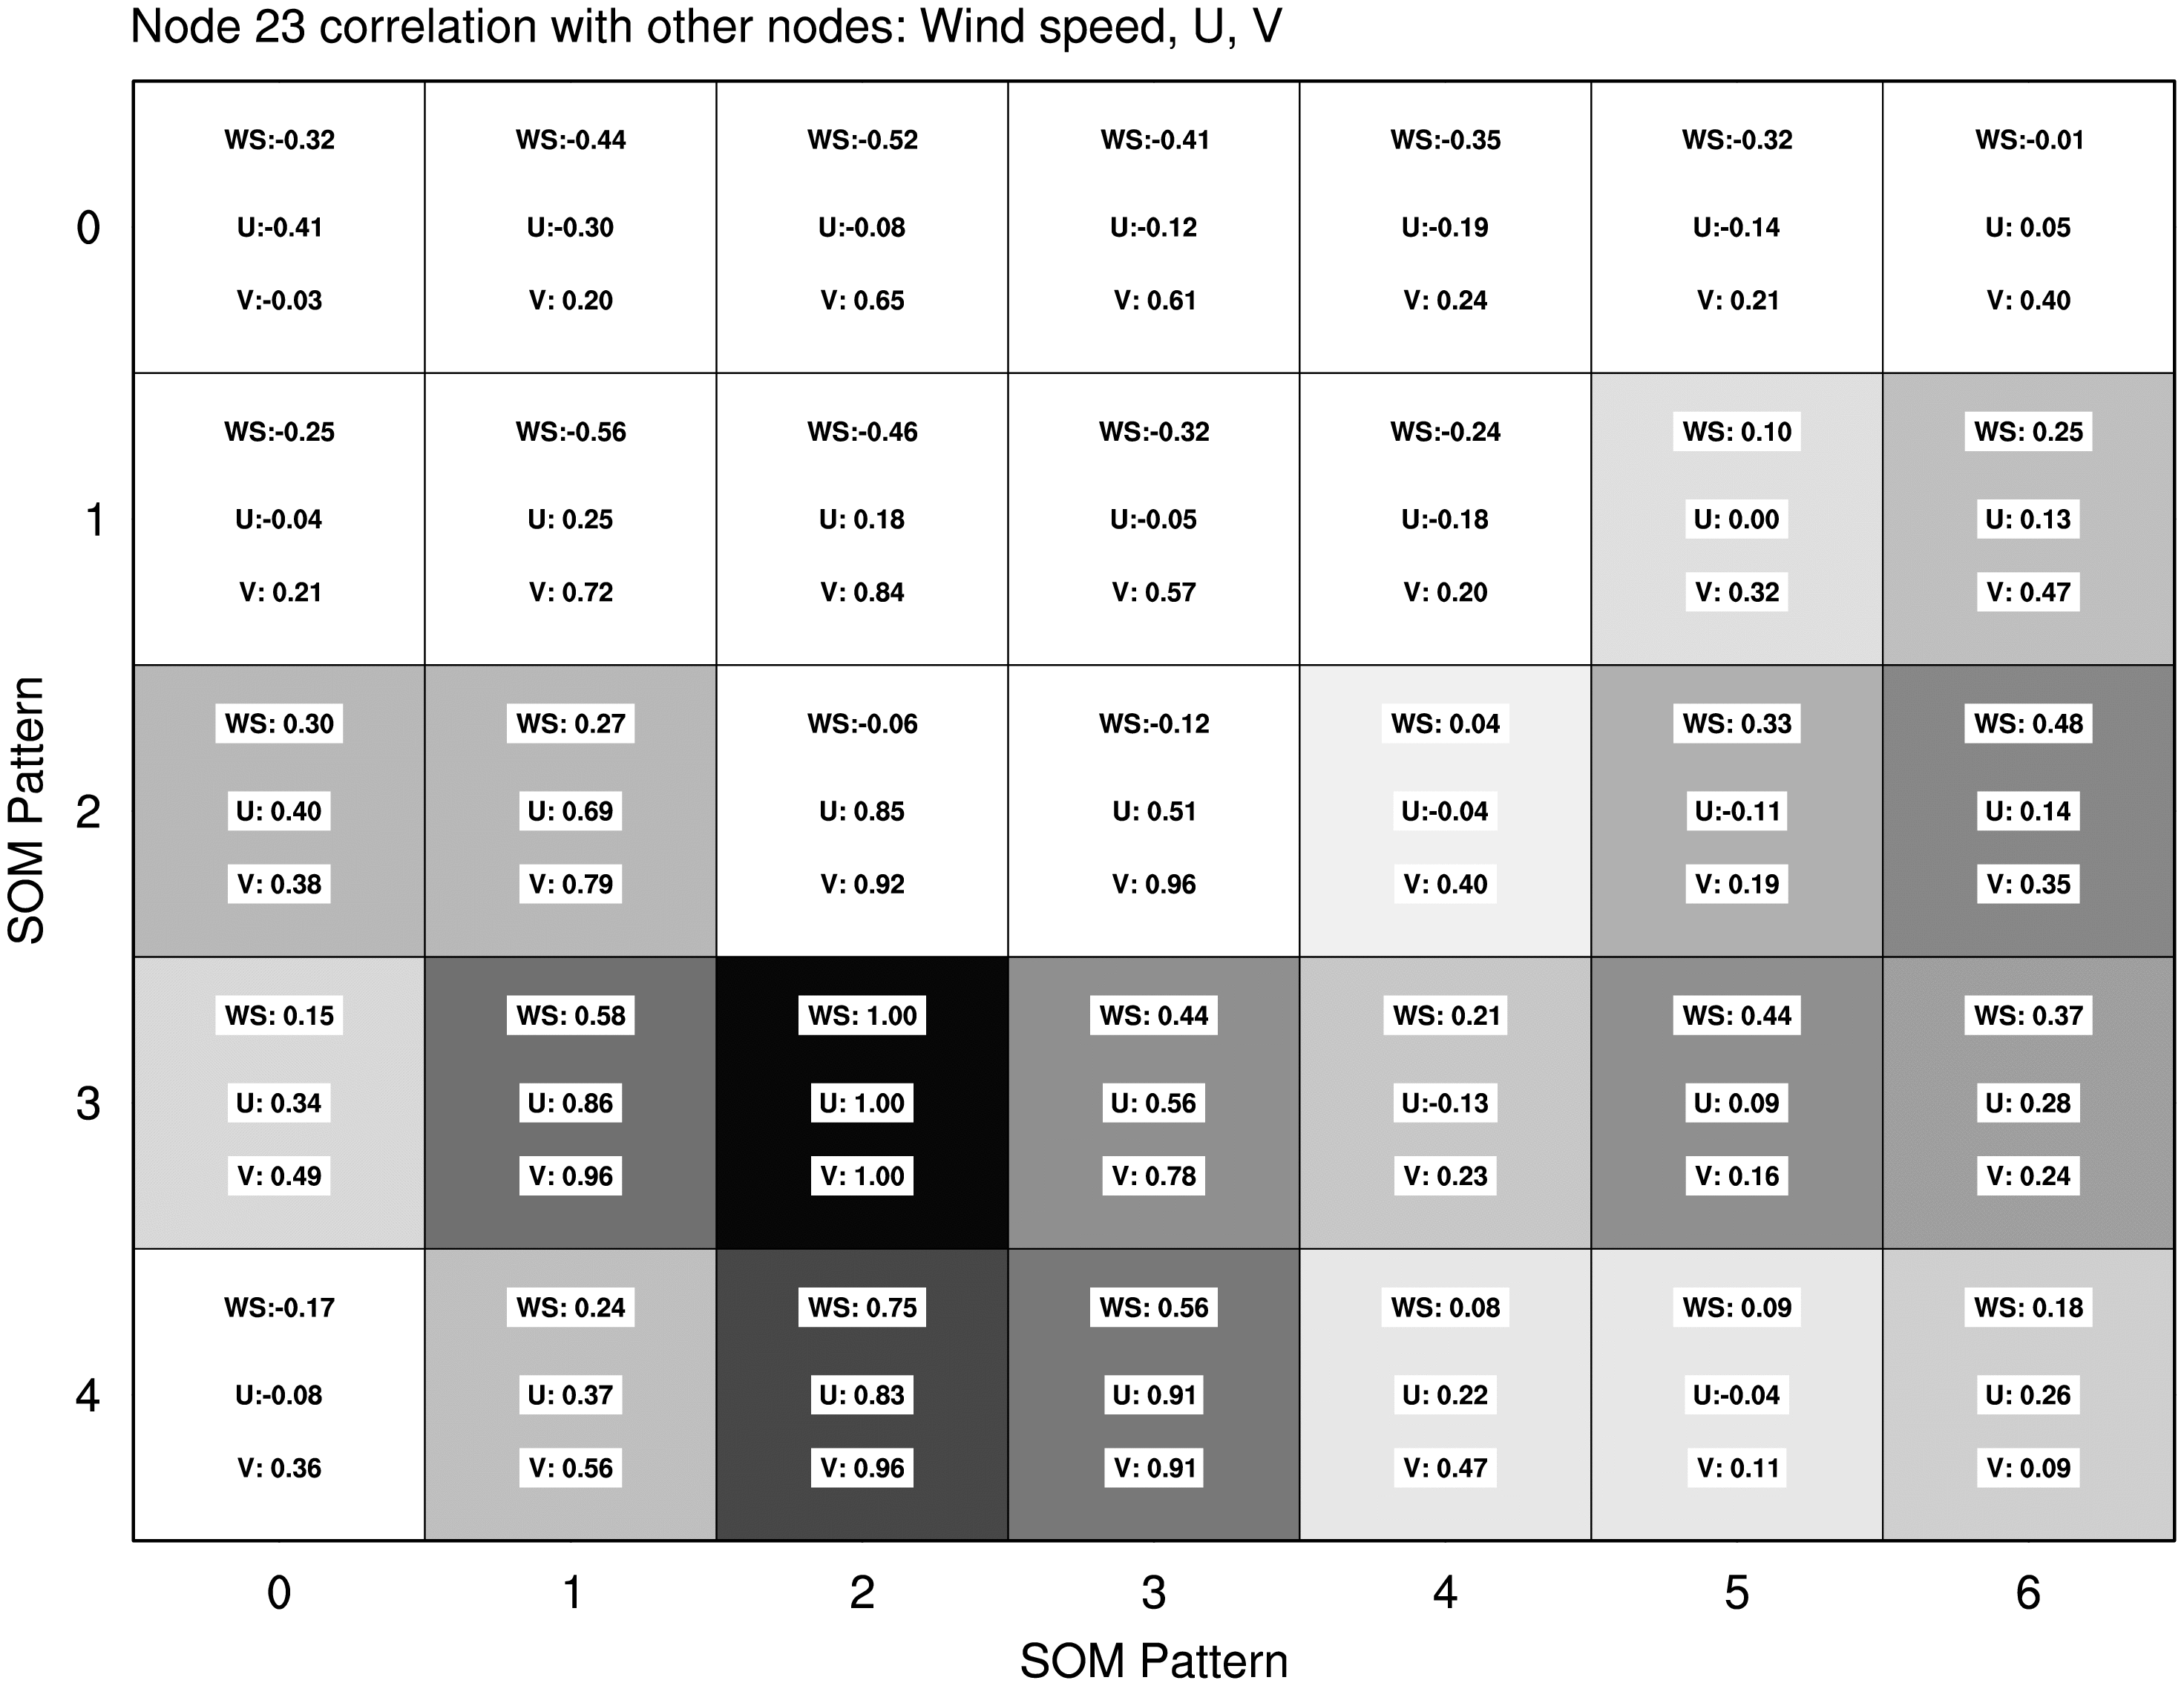 Node 23 correlation with other nodes: Wind speed, U, V
WS:-0.32 WS:-0.44 WS:-0.52 WS:-0.41 WS:-0.35 WS:-0.32 WS:-0.01
0 U:-0.41 U:-0.30 U:-0.08 U:-0.12 U:-0.19 U:-0.14 U: 0.05
V:-0.03 V: 0.20 V: 0.65 V: 0.61 V: 0.24 V: 0.21 V: 0.40
WS:-0.25 WS:-0.56 WS:-0.46 WS:-0.32 WS:-0.24 WS: 0.10 WS: 0.25
1 U:-0.04 U: 0.25 U: 0.18 U:-0.05 U:-0.18 U: 0.00 U: 0.13
V: 0.21 V: 0.72 V: 0.84 V: 0.57 V: 0.20 V: 0.32 V: 0.47
WS: 0.30 WS: 0.27 WS:-0.06 WS:-0.12 WS: 0.04 WS: 0.33 WS: 0.48
SOM Pattern
2 U: 0.40 U: 0.69 U: 0.85 U: 0.51 U:-0.04 U:-0.11 U: 0.14
V: 0.38 V: 0.79 V: 0.92 V: 0.96 V: 0.40 V: 0.19 V: 0.35
WS: 0.15 WS: 0.58 WS: 1.00 WS: 0.44 WS: 0.21 WS: 0.44 WS: 0.37
3 U: 0.34 U: 0.86 U: 1.00 U: 0.56 U:-0.13 U: 0.09 U: 0.28
V: 0.49 V: 0.96 V: 1.00 V: 0.78 V: 0.23 V: 0.16 V: 0.24
WS:-0.17 WS: 0.24 WS: 0.75 WS: 0.56 WS: 0.08 WS: 0.09 WS: 0.18
4 U:-0.08 U: 0.37 U: 0.83 U: 0.91 U: 0.22 U:-0.04 U: 0.26
V: 0.36 V: 0.56 V: 0.96 V: 0.91 V: 0.47 V: 0.11 V: 0.09
0 1 2 3 4 5 6
SOM Pattern